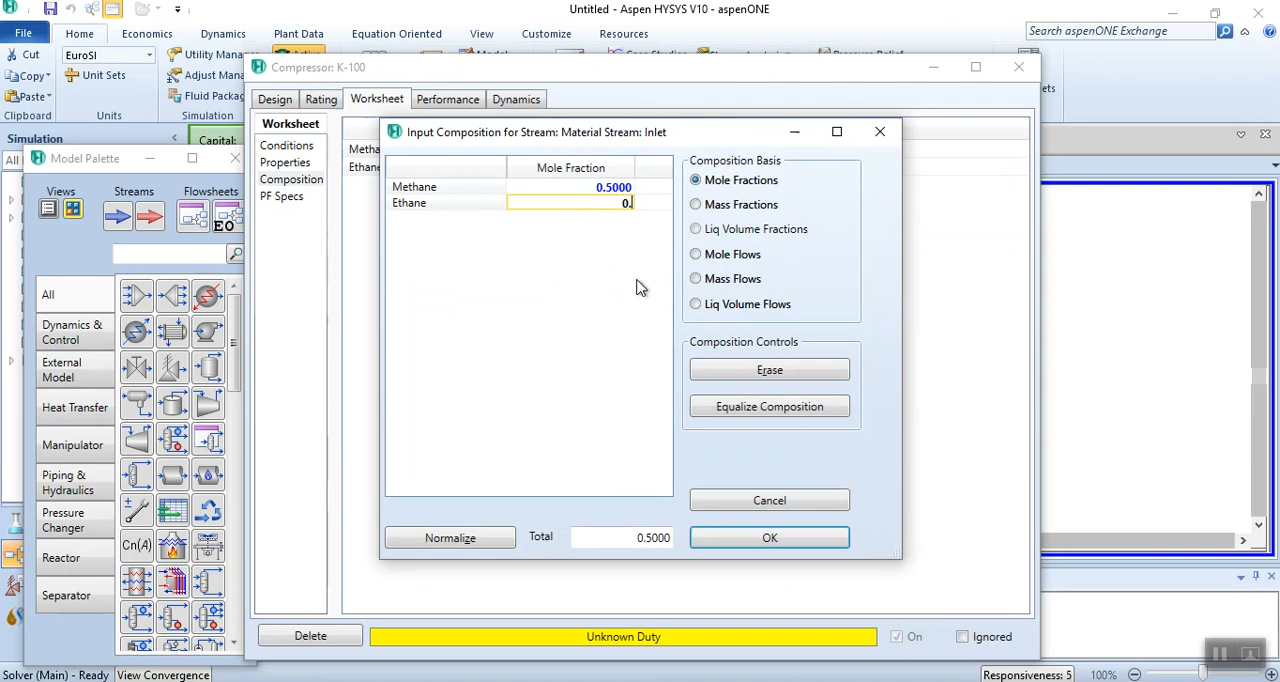 Untitled - Aspen HYSYS V10 - aspenONE
File
Home
Economics
Dynamics
Plant Data
Equation Oriented
View
Customize
Resources
Search aspenONE Exchange
Cut
Copy
Paste
Clipboard
EuroSI
Unit Sets
Units
Utility Mana
Adjust Mana
Fluid Packag
Simulation
Simulation
Capital:
All
Model Palette
Views
Streams
Flowsheets
EO
All
Dynamics & Control
External Model
Heat Transfer
Manipulator
Piping & Hydraulics
Pressure Changer
Reactor
Separator
Cn(A)
Compressor: K-100
Design
Rating
Worksheet
Performance
Dynamics
Worksheet
Conditions
Properties
Composition
PF Specs
Metha
Ethane
Input Composition for Stream: Material Stream: Inlet
Mole Fraction
Methane 0.5000
Ethane 0.
Composition Basis
Mole Fractions
Mass Fractions
Liq Volume Fractions
Mole Flows
Mass Flows
Liq Volume Flows
Composition Controls
Erase
Equalize Composition
Cancel
Normalize
Total 0.5000
OK
Delete
Unknown Duty
On
Ignored
ets
Solver (Main) - Ready
View Convergence
Responsiveness: 5
100%